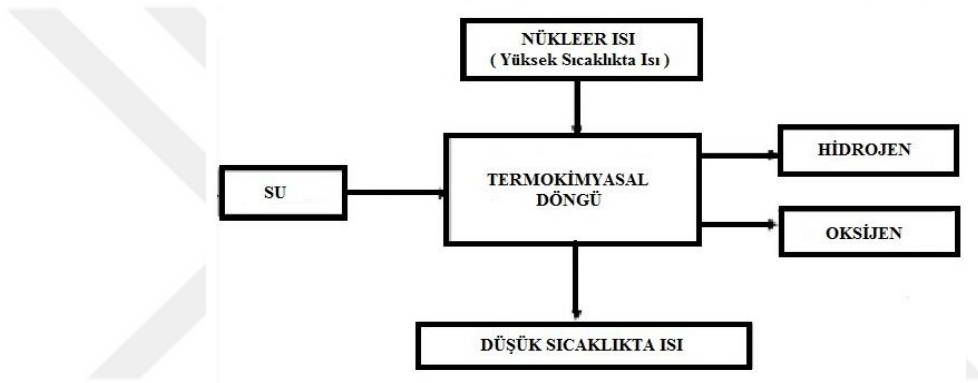 NÜKLEER ISI
( Yüksek Sıcaklıkta Isı )
HİDROJEN
TERMOKİMYASAL
DÖNGÜ
SU
OKSİJEN
DÜŞÜK SICAKLIKTA ISI